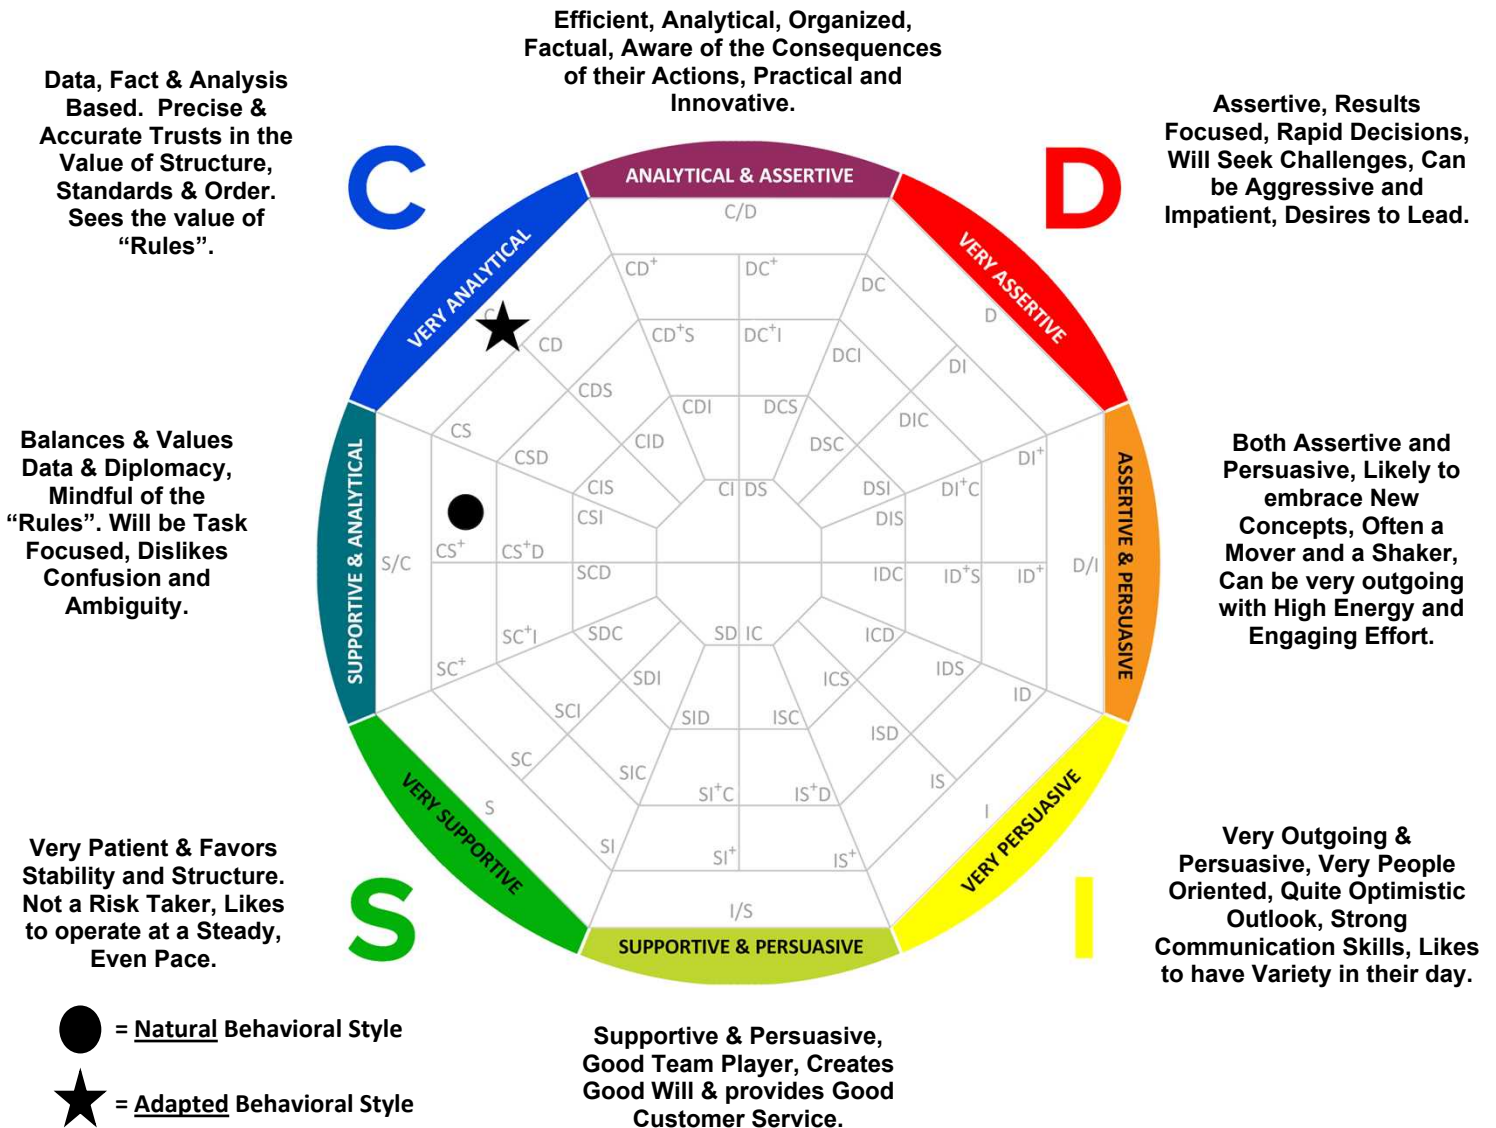 Efficient, Analytical, Organized,
Factual, Aware of the Consequences
of their Actions, Practical and
Innovative.
Data, Fact & Analysis
Based.  Precise &
Accurate Trusts in the
Value of Structure,
Standards & Order.
Sees the value of
“Rules”.
Assertive, Results
Focused, Rapid Decisions,
Will Seek Challenges, Can
be Aggressive and
Impatient, Desires to Lead.
C
D
ANALYTICAL & ASSERTIVE
VERY ANALYTICAL
VERY ASSERTIVE
C/D
CD+
DC+
DC
C
D
CD
CD+S
DC+I
DCI
DI
CDS
CDI
DCS
DIC
CS
CID
DSC
DI+
CSD
CIS
CI
DS
DSI
DI+C
CSI
DIS
Balances & Values
Data & Diplomacy,
Mindful of the
“Rules”. Will be Task
Focused, Dislikes
Confusion and
Ambiguity.
SUPPORTIVE & ANALYTICAL
S/C
CS+
CS+D
SCD
IDC
ID+S
ID+
D/I
ASSERTIVE & PERSUASIVE
Both Assertive and
Persuasive, Likely to
embrace New
Concepts, Often a
Mover and a Shaker,
Can be very outgoing
with High Energy and
Engaging Effort.
SC+I
SDC
SD
IC
ICD
SC+
SDI
ICS
IDS
ID
SCI
SID
ISC
ISD
SC
SIC
IS
S
SI+C
IS+D
I
SI
SI+
IS+
I/S
VERY SUPPORTIVE
VERY PERSUASIVE
SUPPORTIVE & PERSUASIVE
S
I
Very Patient & Favors
Stability and Structure.
Not a Risk Taker, Likes
to operate at a Steady,
Even Pace.
Very Outgoing &
Persuasive, Very People
Oriented, Quite Optimistic
Outlook, Strong
Communication Skills, Likes
to have Variety in their day.
= Natural Behavioral Style
= Adapted Behavioral Style
Supportive & Persuasive,
Good Team Player, Creates
Good Will & provides Good
Customer Service.